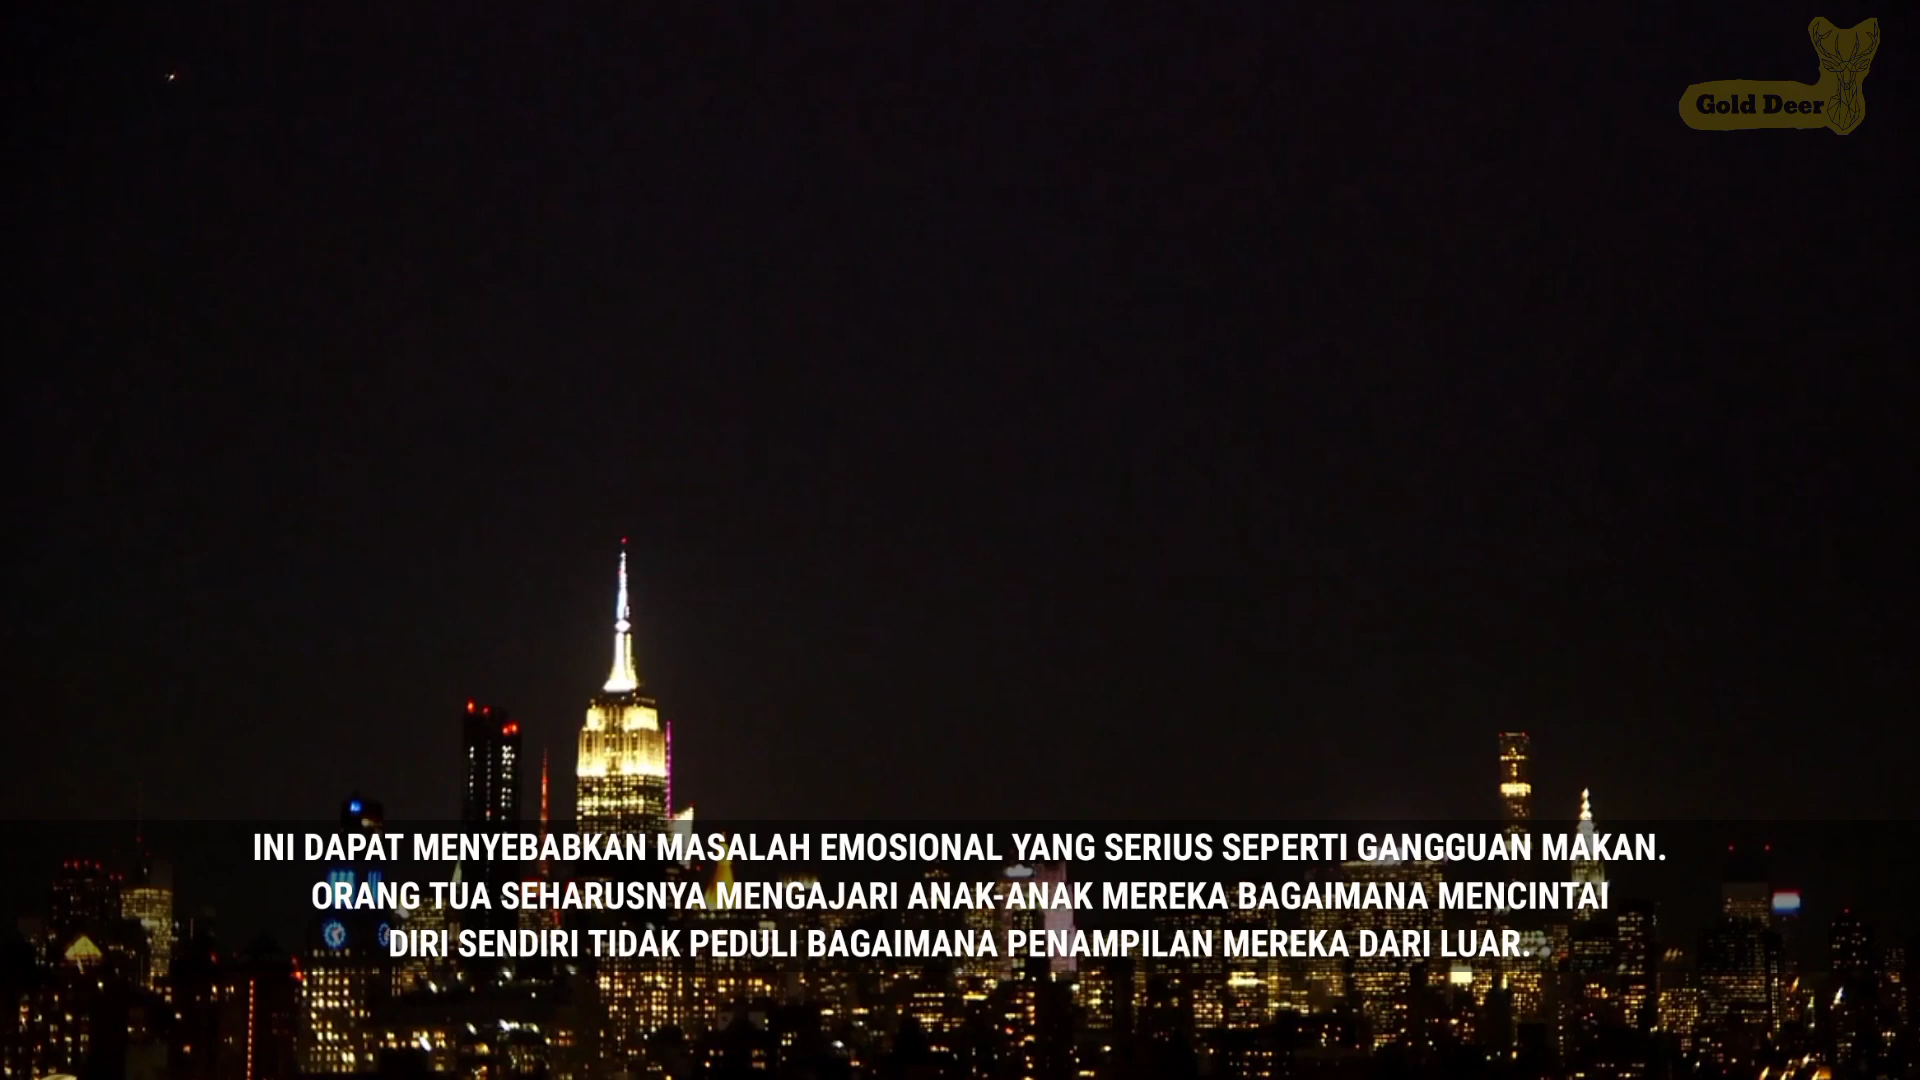 Gold Deer
INI DAPAT MENYEBABKAN MASALAH EMOSIONAL YANG SERIUS SEPERTI GANGGUAN MAKAN.
ORANG TUA SEHARUSNYA MENGAJARI ANAK-ANAK MEREKA BAGAIMANA MENCINTAI
DIRI SENDIRI TIDAK PEDULI BAGAIMANA PENAMPILAN MEREKA DARI LUAR.